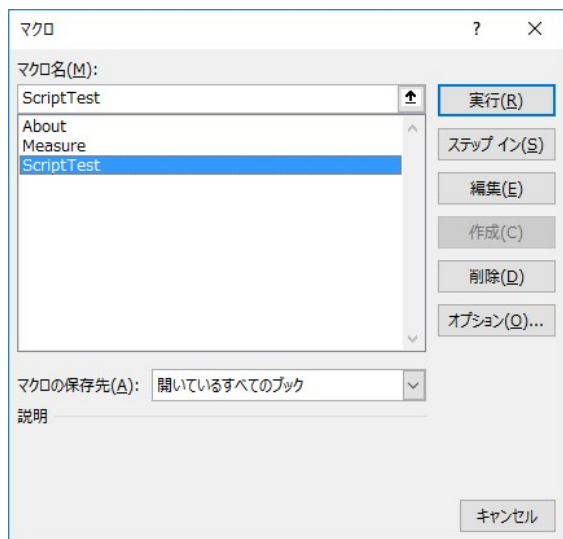 マクロ
マクロ名(M):
ScriptTest
実行(R)
About
Measure
ScriptTest
ステップ イン(S)
編集(E)
作成(C)
削除(D)
オプション(O)...
マクロの保存先(A):
開いているすべてのブック
説明
キャンセル